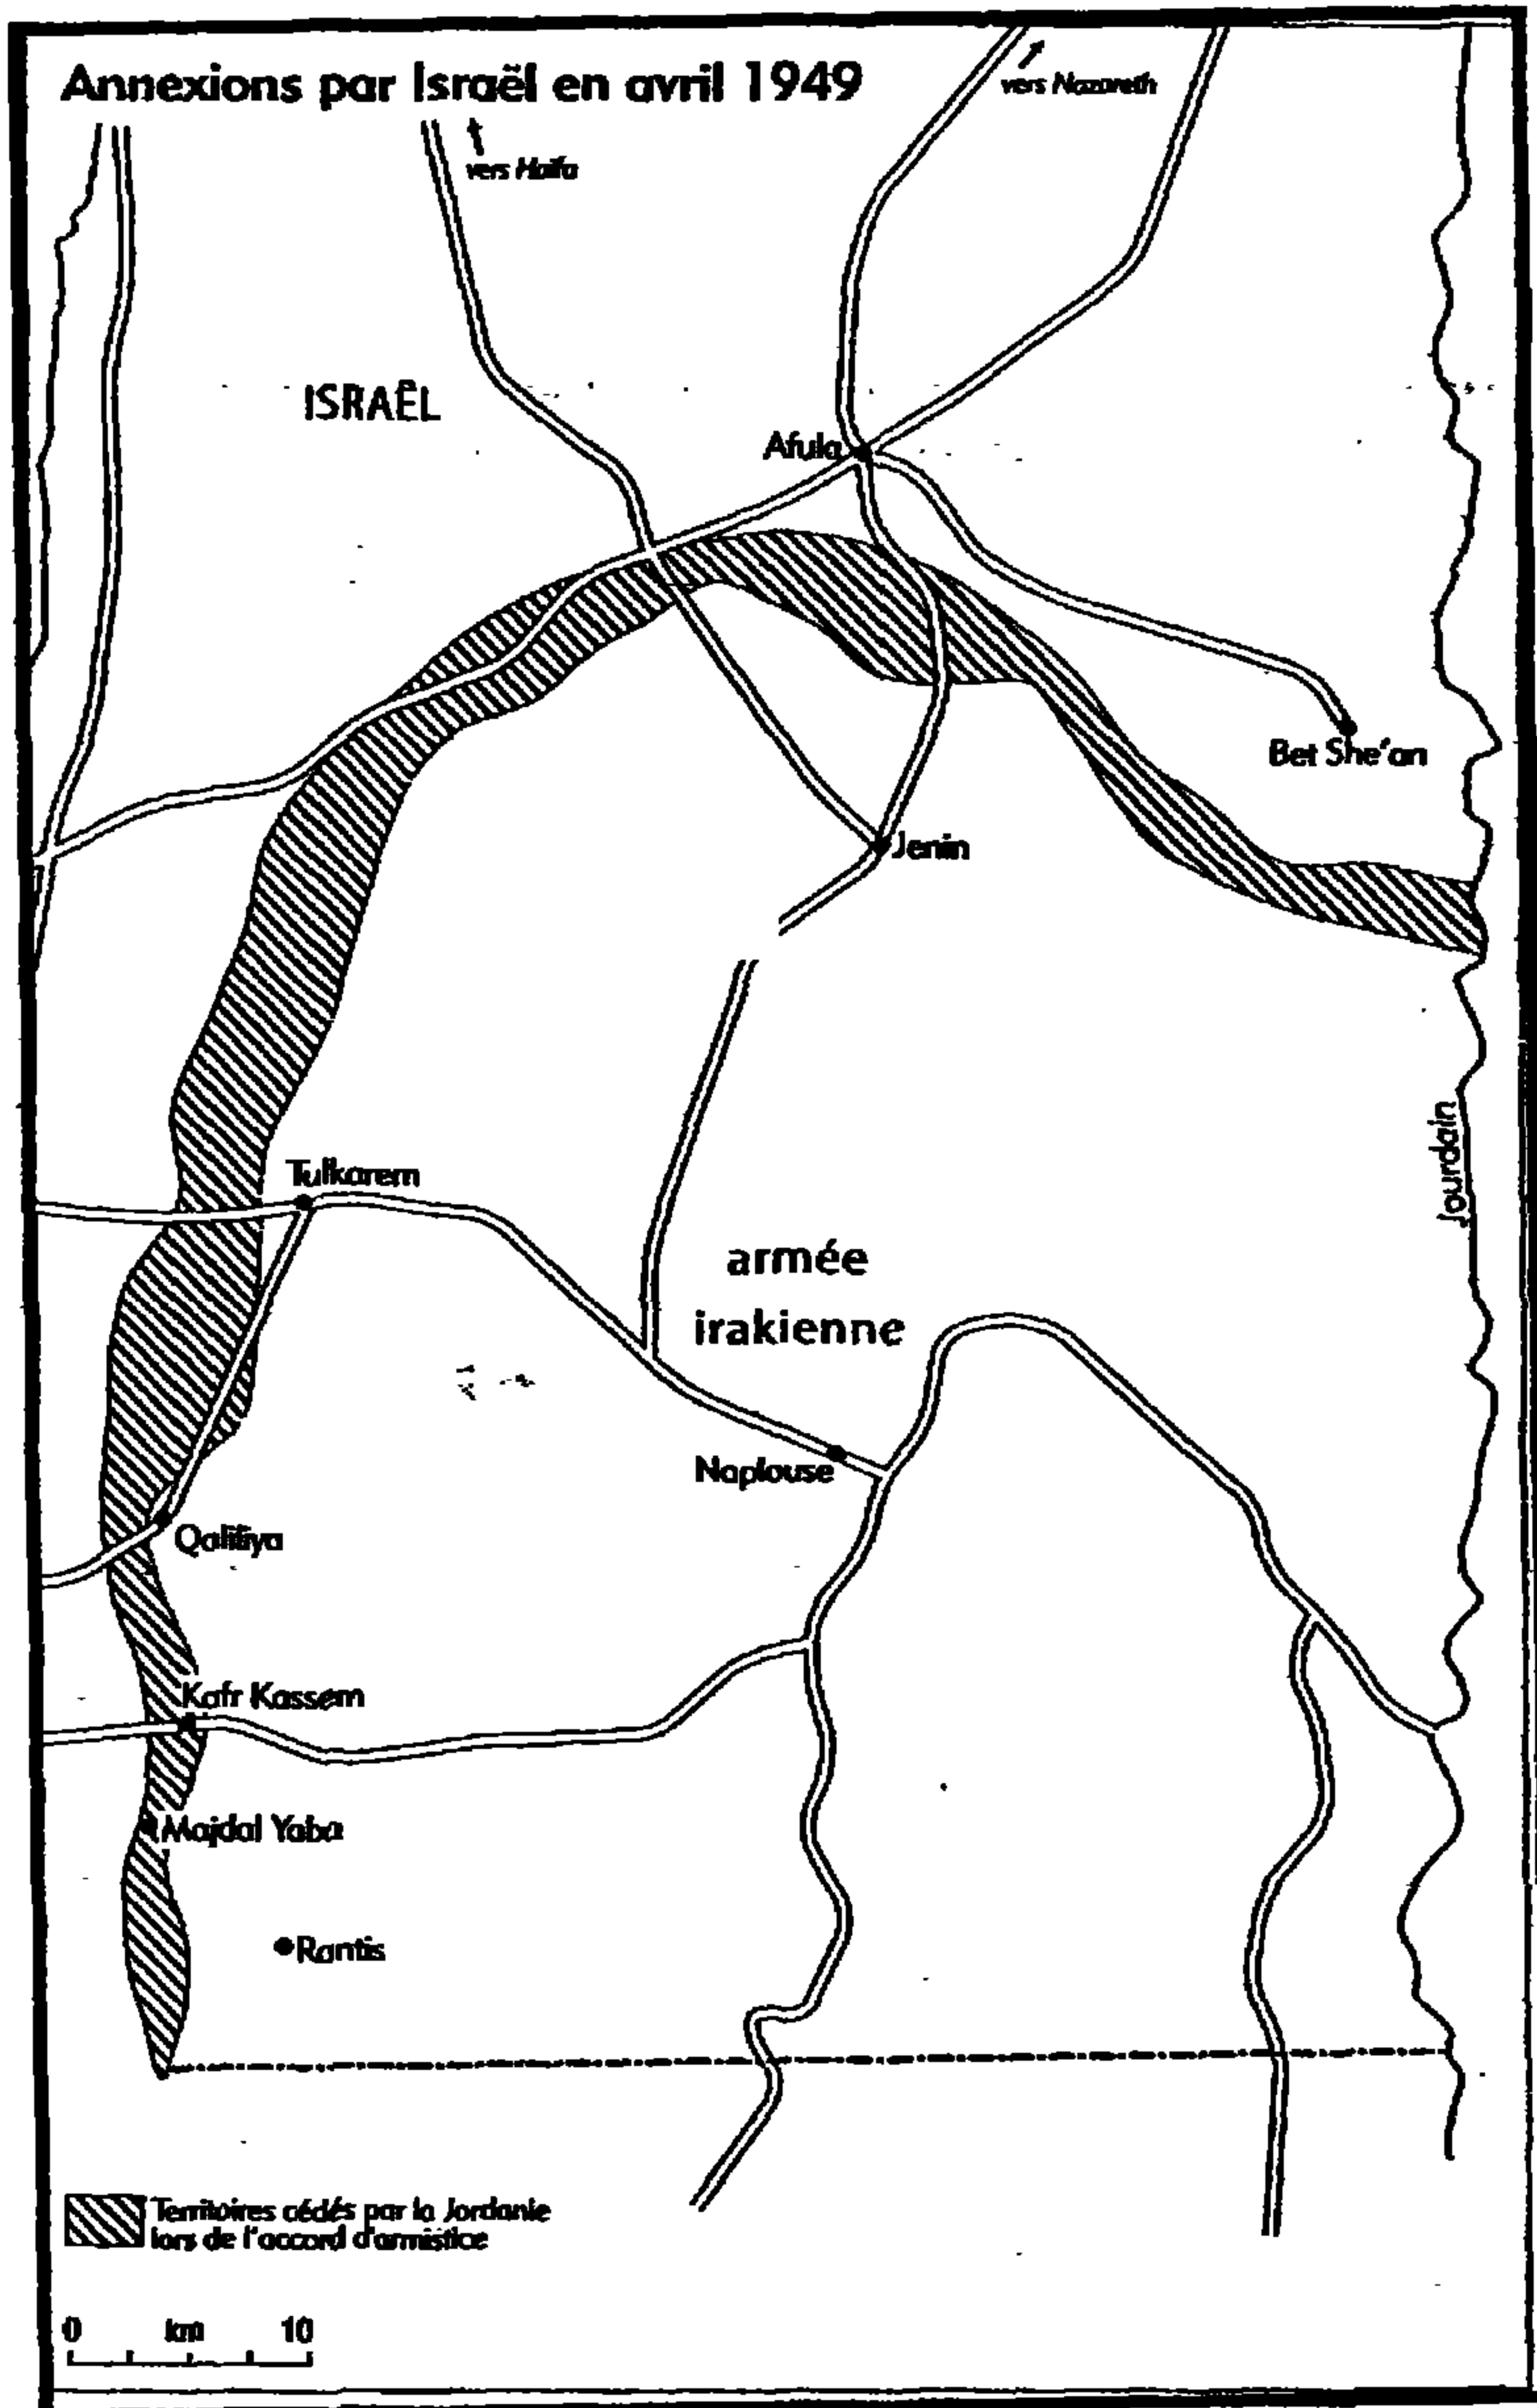 Annexions par Israël en avril 1949
vers Nazareth
vers Haïfa
ISRAËL
Afula
Bet She'an
Jenin
Jourdain
Tulkarem
armée
irakienne
Naplouse
Qaliliya
Kafr Kassem
Majdal Yaba
Rantis
Territoires cédés par la Jordanie
lors de l'accord d'armistice
0 km 10